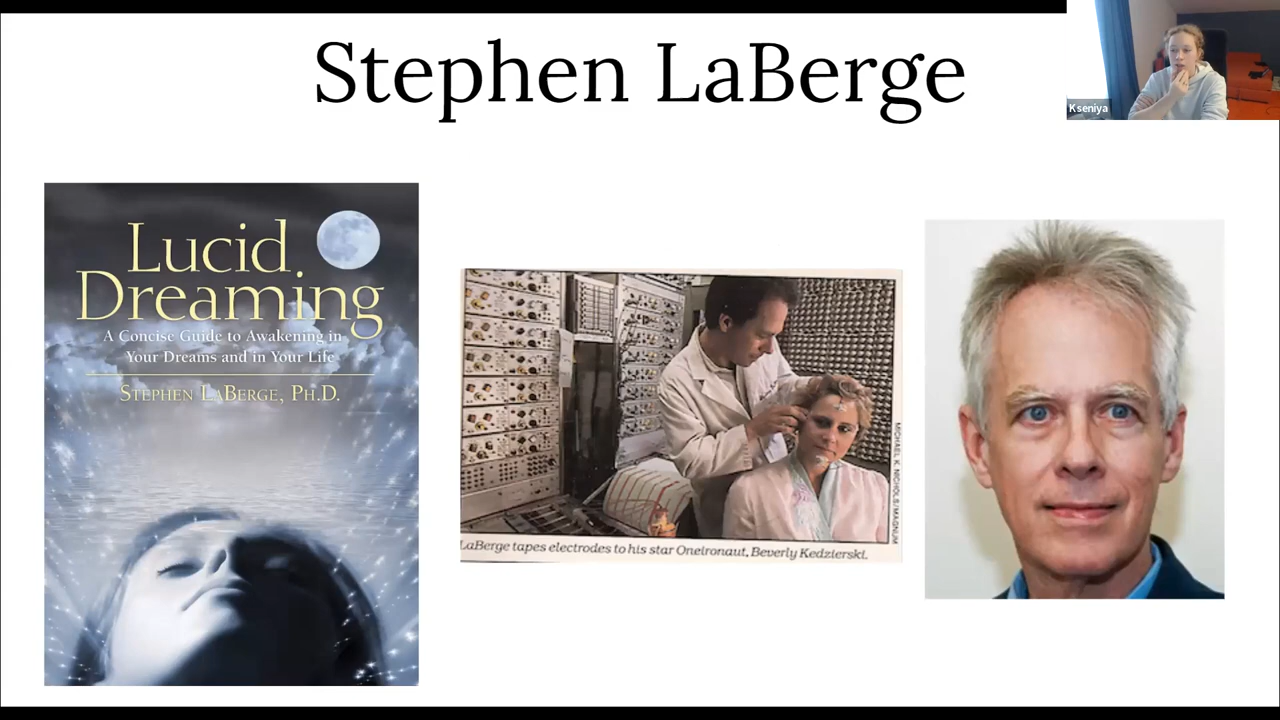 Stephen LaBerge
Kseniya
Lucid
Dreaming
A Concise Guide to Awakening in
Your Dreams and in Your Life
Stephen LaBerge, Ph.D.
MICHAEL K. NICHOLS/MAGNUM
LaBerge tapes electrodes to his star Oneironaut, Beverly Kedzierski.